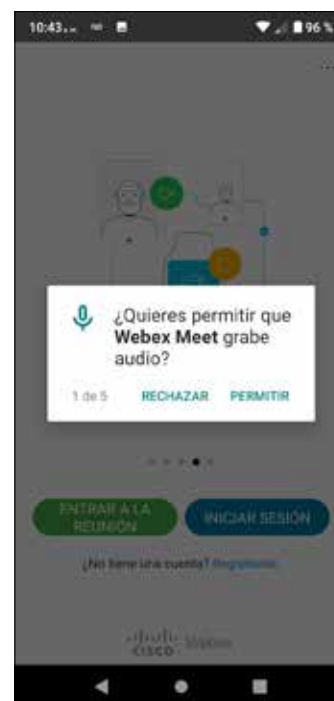 10:43
96 %
¿Quieres permitir que
Webex Meet grabe
audio?
1 de 5 RECHAZAR PERMITIR
ENTRAR A LA
REUNIÓN
INICIAR SESIÓN
¿No tiene una cuenta? Regístrese
CISCO Webex